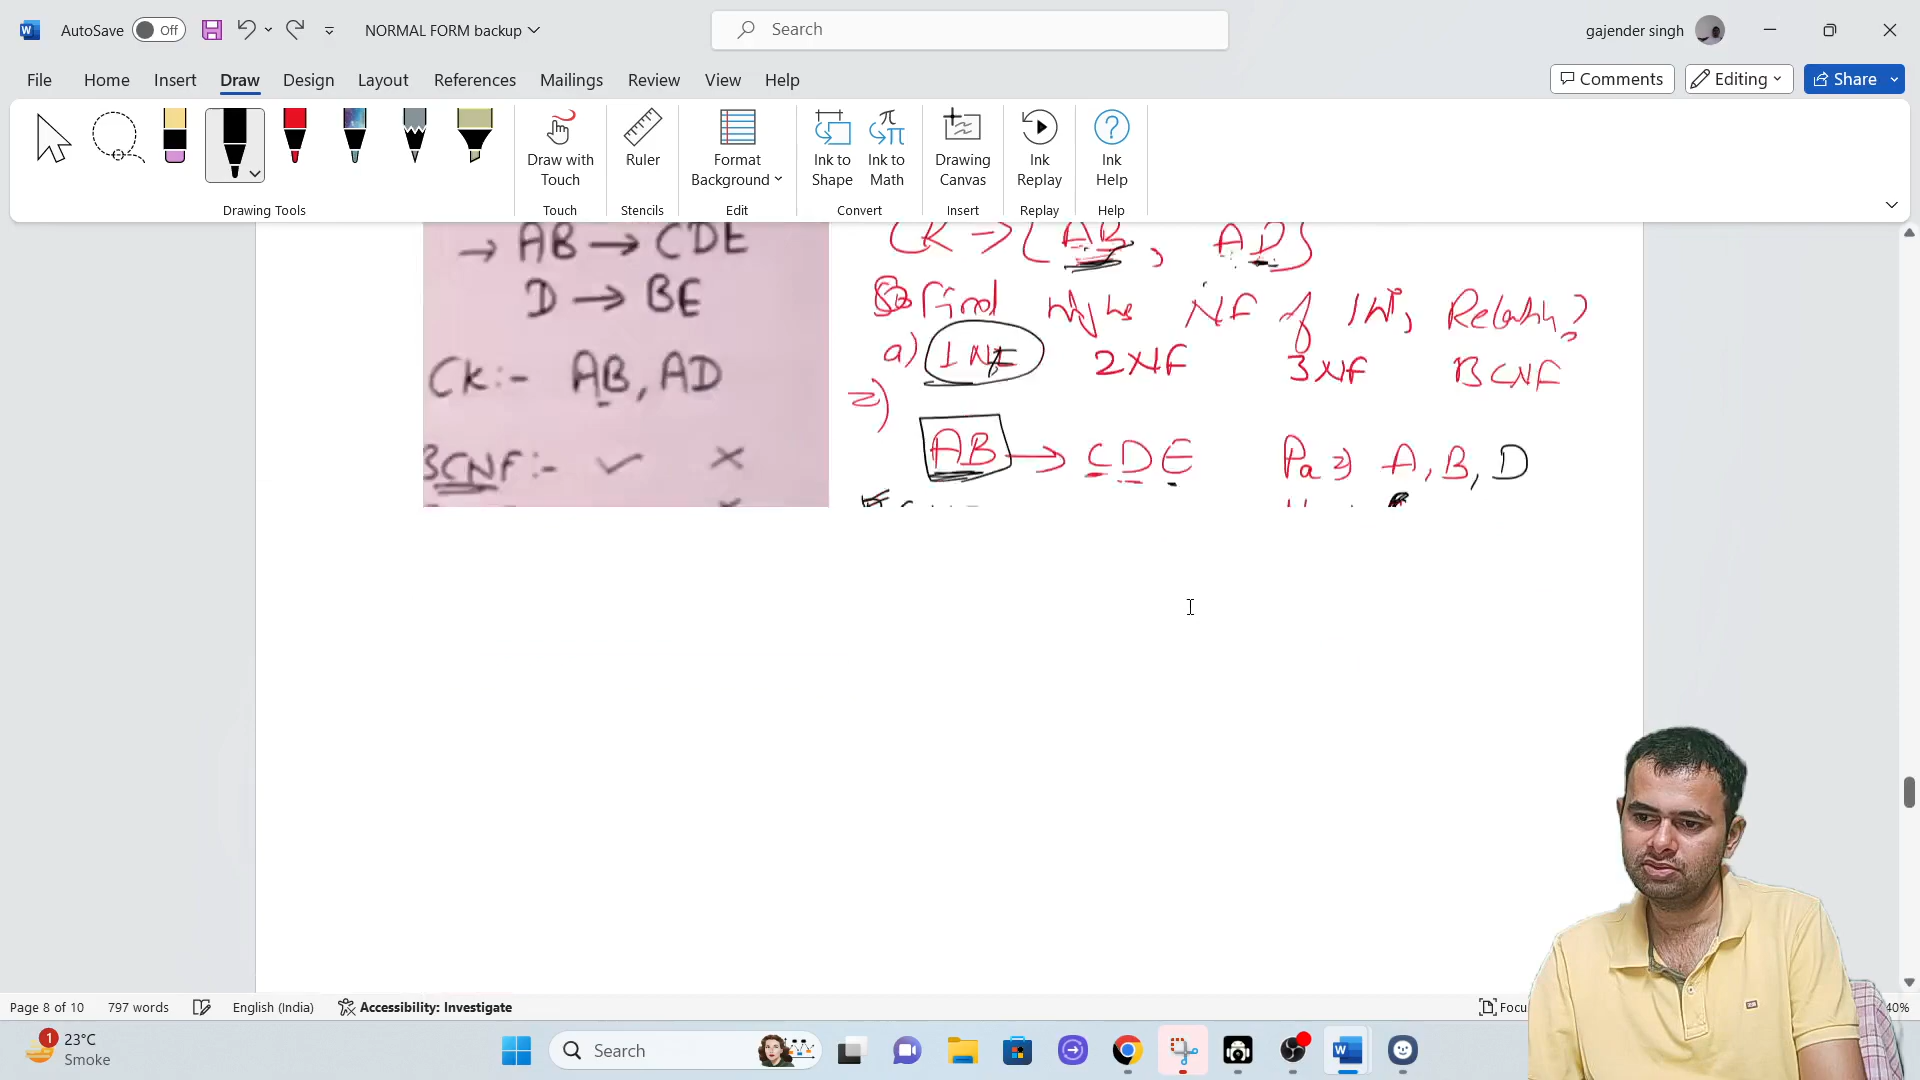 AutoSave Off NORMAL FORM backup Search gajender singh
File Home Insert Draw Design Layout References Mailings Review View Help Comments Editing Share
Draw with Touch Ruler Format Background Ink to Shape Ink to Math Drawing Canvas Ink Replay Ink Help
Drawing Tools Touch Stencils Edit Convert Insert Replay Help
→ AB → CDE
D → BE
CK:- AB, AD
BCNF:- ✓ ×
CK → {AB, AD}
Find NF of
a) 1NF 2NF 3NF BCNF
AB → CDE
A, B, D
Page 8 of 10 797 words English (India) Accessibility: Investigate Focu 40%
1 23°C
Smoke
Search